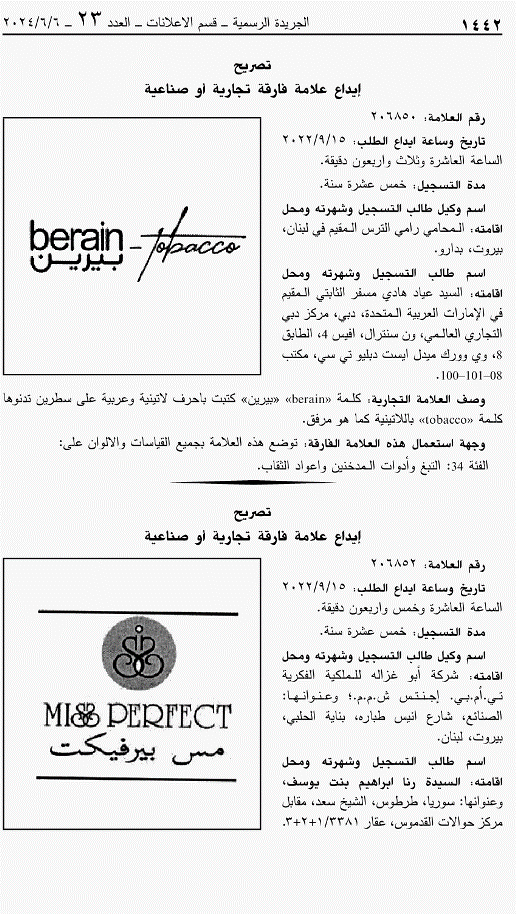 ١٤٤٢
الجريدة الرسمية ـ قسم الاعلانات ـ العدد ٢٣ ـ ٢٠٢٤/٦/٦
تصريح
إيداع علامة فارقة تجارية أو صناعية
رقم العلامة: ٢٠٦٨٥٠
تاريخ وساعة ايداع الطلب: ٢٠٢٢/٩/١٥
الساعة العاشرة وثلاث واربعون دقيقة.
مدة التسجيل: خمس عشرة سنة.
اسم وكيل طالب التسجيل وشهرته ومحل
اقامته: المحامي رامي الترس المقيم في لبنان،
بيروت، بدارو.
اسم طالب التسجيل وشهرته ومحل
اقامته: السيد عياد هادي مسفر الثابتي المقيم
في الإمارات العربية المتحدة، دبي، مركز دبي
التجاري العالمي، ون سنترال، افيس 4، الطابق
8، وي وورك ميدل ايست دبليو تي سي، مكتب
08–101–100.
berain – tobacco
بيرين
وصف العلامة التجارية: كلمة «berain» «بيرين» كتبت باحرف لاتينية وعربية على سطرين تدنوها
كلمة «tobacco» باللاتينية كما هو مرفق.
وجهة استعمال هذه العلامة الفارقة: توضع هذه العلامة بجميع القياسات والالوان على:
الفئة 34: التبغ وأدوات المدخنين واعواد الثقاب.
تصريح
إيداع علامة فارقة تجارية أو صناعية
رقم العلامة: ٢٠٦٨٥٢
تاريخ وساعة ايداع الطلب: ٢٠٢٢/٩/١٥
الساعة العاشرة وخمس واربعون دقيقة.
مدة التسجيل: خمس عشرة سنة.
اسم وكيل طالب التسجيل وشهرته ومحل
اقامته: شركة أبو غزاله للملكية الفكرية
تي.أم.بي. إجنتس ش.م.م.؛ وعنوانها:
الصنائع، شارع انيس طباره، بناية الحلبي،
بيروت، لبنان.
اسم طالب التسجيل وشهرته ومحل
اقامته: السيدة رنا ابراهيم بنت يوسف،
وعنوانها: سوريا، طرطوس، الشيخ سعد، مقابل
مركز حوالات القدموس، عقار ٣+٢+١/٣٣٨١.
MISS PERFECT
مس بيرفيكت